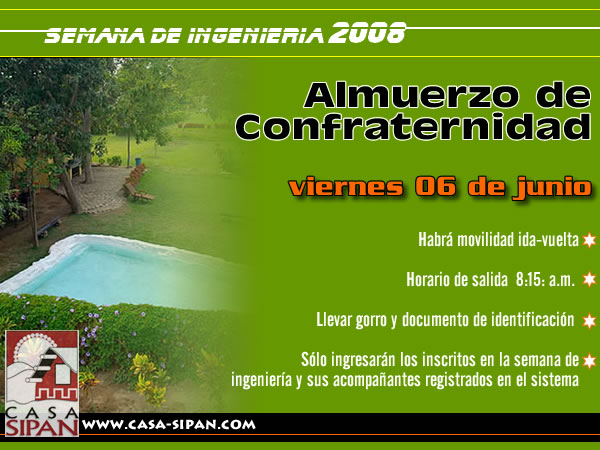 SEMANA DE INGENIERIA 2008
Almuerzo de
Confraternidad
viernes 06 de junio
Habrá movilidad ida-vuelta
Horario de salida 8:15: a.m.
Llevar gorro y documento de identificación
Sólo ingresarán los inscritos en la semana de
ingeniería y sus acompañantes registrados en el sistema
CASA
SIPAN
WWW.CASA-SIPAN.COM